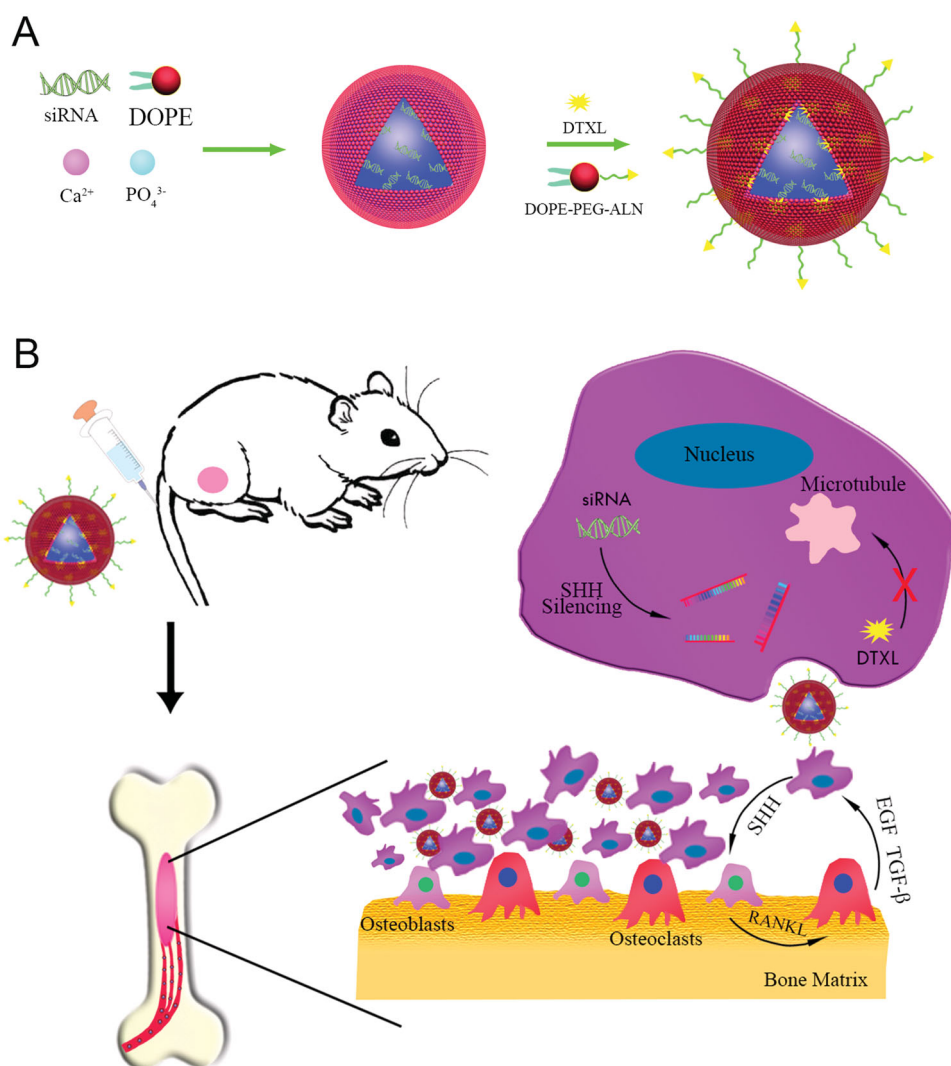 A
siRNA
DOPE
Ca²⁺
PO₄³⁻
DTXL
DOPE-PEG-ALN
B
Nucleus
Microtubule
siRNA
SHH
Silencing
X
DTXL
SHH
EGF TGF-β
RANKL
Osteoblasts
Osteoclasts
Bone Matrix